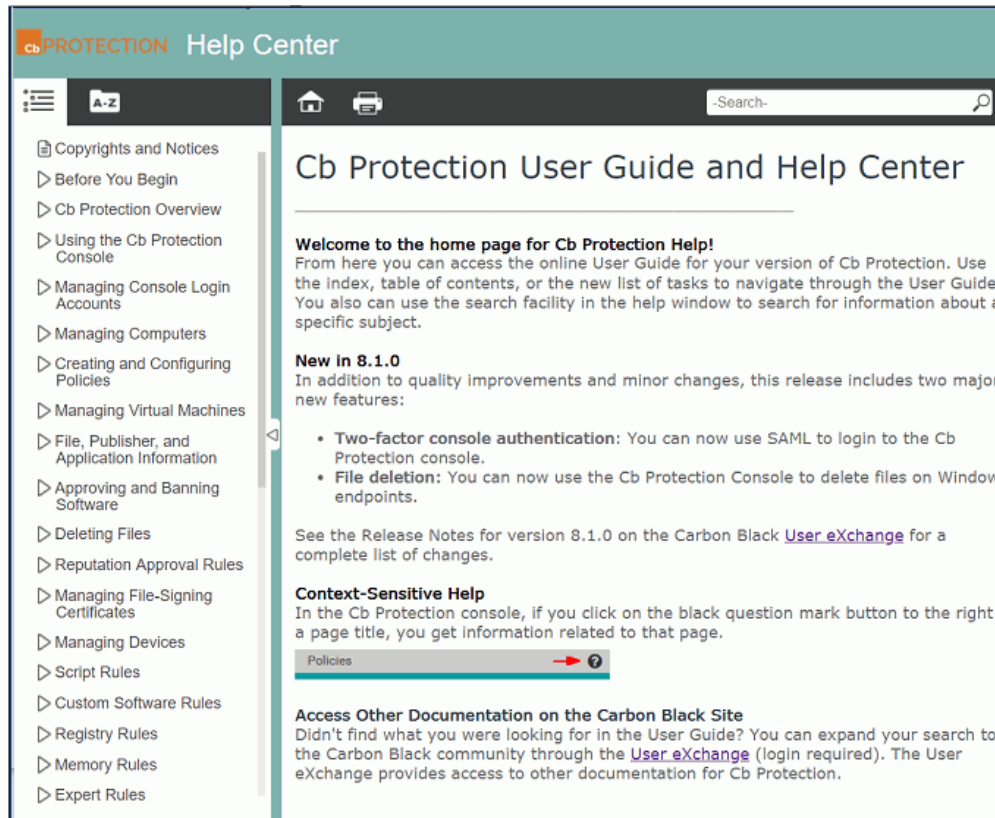 Cb PROTECTION Help Center
A-Z
-Search-
Copyrights and Notices
Before You Begin
Cb Protection Overview
Using the Cb Protection
Console
Managing Console Login
Accounts
Managing Computers
Creating and Configuring
Policies
Managing Virtual Machines
File, Publisher, and
Application Information
Approving and Banning
Software
Deleting Files
Reputation Approval Rules
Managing File-Signing
Certificates
Managing Devices
Script Rules
Custom Software Rules
Registry Rules
Memory Rules
Expert Rules
Cb Protection User Guide and Help Center
Welcome to the home page for Cb Protection Help!
From here you can access the online User Guide for your version of Cb Protection. Use
the index, table of contents, or the new list of tasks to navigate through the User Guide
You also can use the search facility in the help window to search for information about a
specific subject.
New in 8.1.0
In addition to quality improvements and minor changes, this release includes two major
new features:
• Two-factor console authentication: You can now use SAML to login to the Cb
Protection console.
• File deletion: You can now use the Cb Protection Console to delete files on Window
endpoints.
See the Release Notes for version 8.1.0 on the Carbon Black User eXchange for a
complete list of changes.
Context-Sensitive Help
In the Cb Protection console, if you click on the black question mark button to the right
a page title, you get information related to that page.
Policies ?
Access Other Documentation on the Carbon Black Site
Didn't find what you were looking for in the User Guide? You can expand your search to
the Carbon Black community through the User eXchange (login required). The User
eXchange provides access to other documentation for Cb Protection.